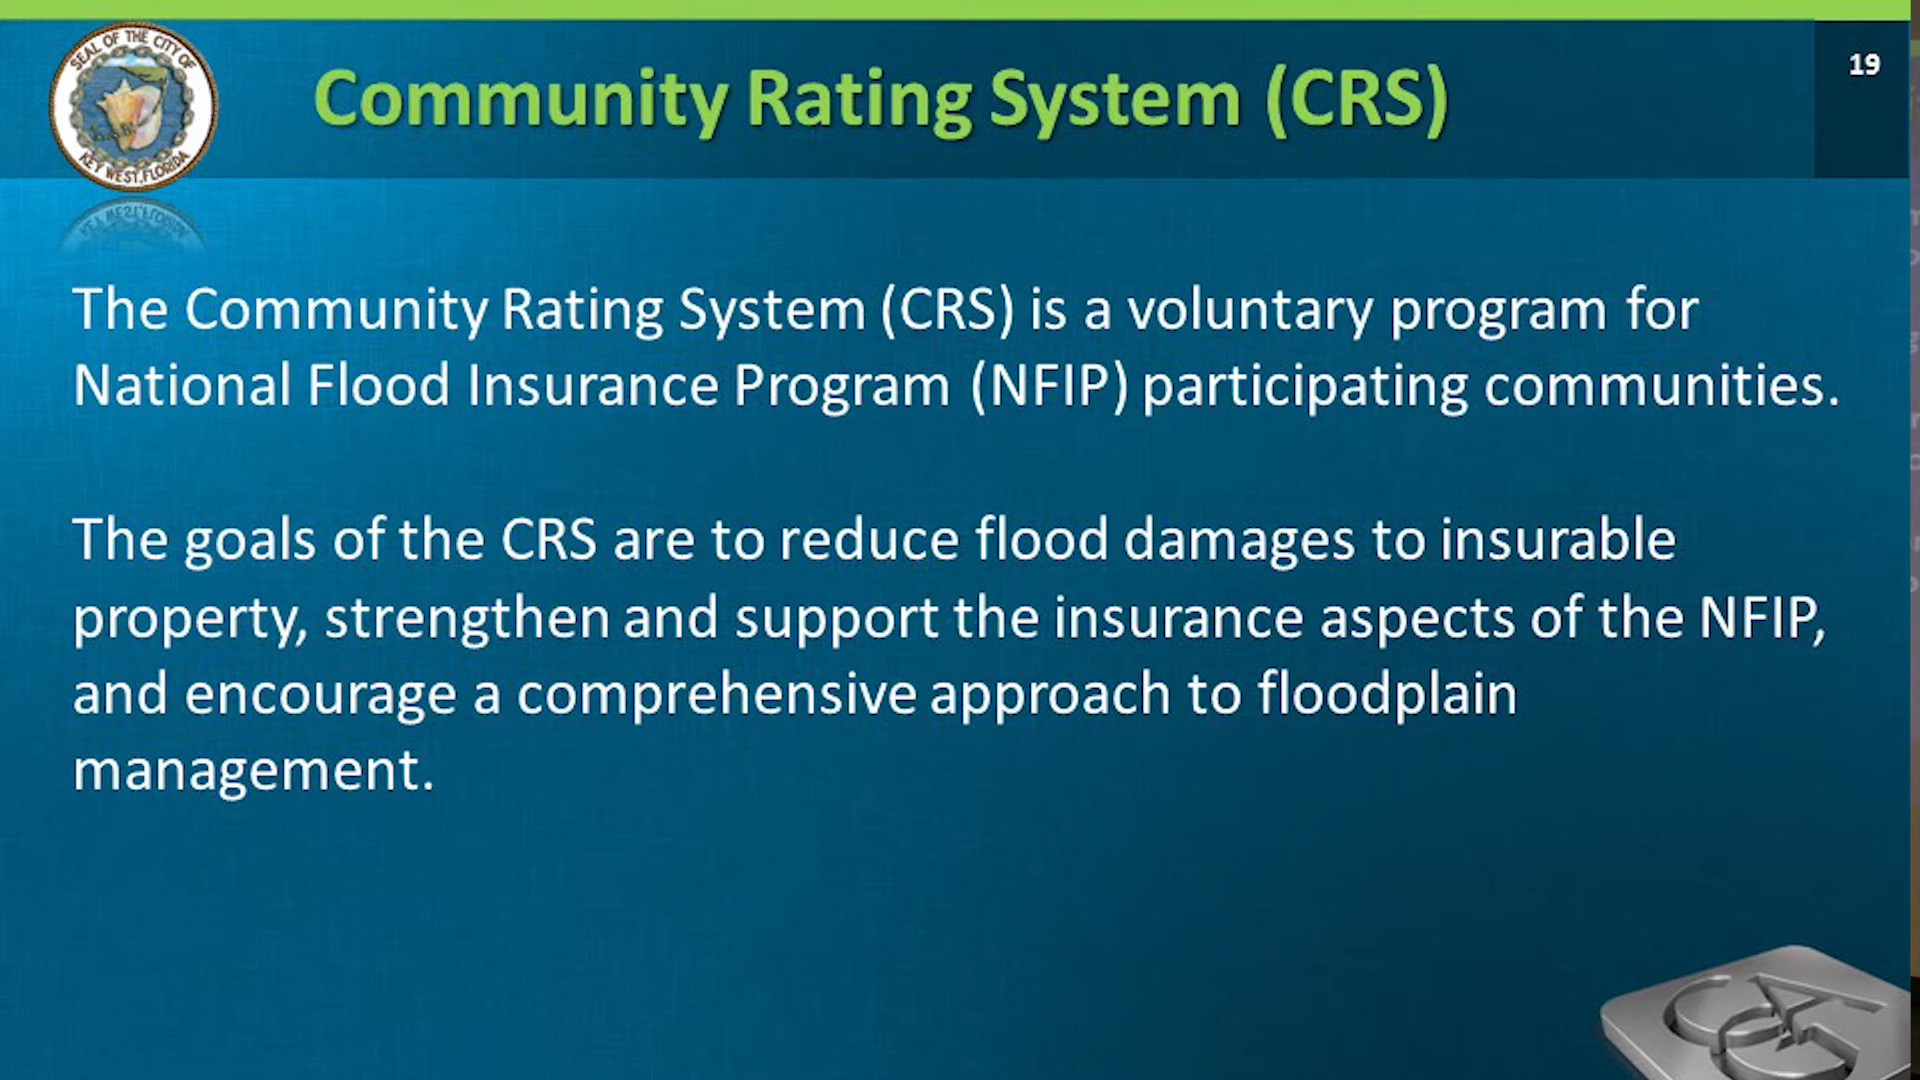 SEAL OF THE CITY OF
KEY WEST, FLORIDA
Community Rating System (CRS)
19
The Community Rating System (CRS) is a voluntary program for
National Flood Insurance Program (NFIP) participating communities.
The goals of the CRS are to reduce flood damages to insurable
property, strengthen and support the insurance aspects of the NFIP,
and encourage a comprehensive approach to floodplain
management.